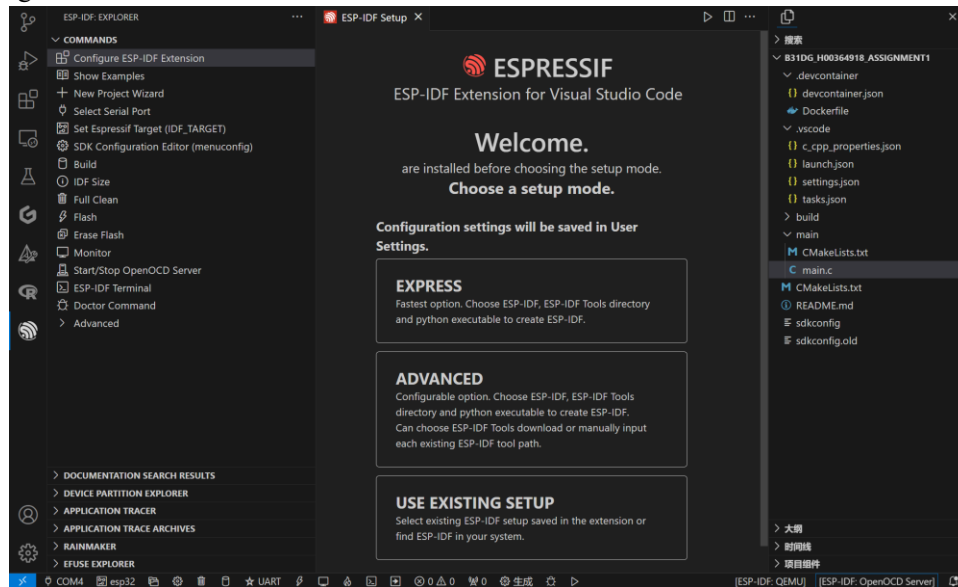 ESP-IDF: EXPLORER
COMMANDS
Configure ESP-IDF Extension
Show Examples
New Project Wizard
Select Serial Port
Set Espressif Target (IDF_TARGET)
SDK Configuration Editor (menuconfig)
Build
IDF Size
Full Clean
Flash
Erase Flash
Monitor
Start/Stop OpenOCD Server
ESP-IDF Terminal
Doctor Command
Advanced
DOCUMENTATION SEARCH RESULTS
DEVICE PARTITION EXPLORER
APPLICATION TRACER
APPLICATION TRACE ARCHIVES
RAINMAKER
EFUSE EXPLORER
ESP-IDF Setup
ESPRESSIF
ESP-IDF Extension for Visual Studio Code
Welcome.
are installed before choosing the setup mode.
Choose a setup mode.
Configuration settings will be saved in User
Settings.
EXPRESS
Fastest option. Choose ESP-IDF, ESP-IDF Tools directory
and python executable to create ESP-IDF.
ADVANCED
Configurable option. Choose ESP-IDF, ESP-IDF Tools
directory and python executable to create ESP-IDF.
Can choose ESP-IDF Tools download or manually input
each existing ESP-IDF tool path.
USE EXISTING SETUP
Select existing ESP-IDF setup saved in the extension or
find ESP-IDF in your system.
搜索
B31DG_H00364918_ASSIGNMENT1
.devcontainer
devcontainer.json
Dockerfile
.vscode
c_cpp_properties.json
launch.json
settings.json
tasks.json
build
main
CMakeLists.txt
main.c
CMakeLists.txt
README.md
sdkconfig
sdkconfig.old
大纲
时间线
项目组件
COM4 esp32 UART 0 0 0 生成 [ESP-IDF: QEMU] [ESP-IDF: OpenOCD Server]